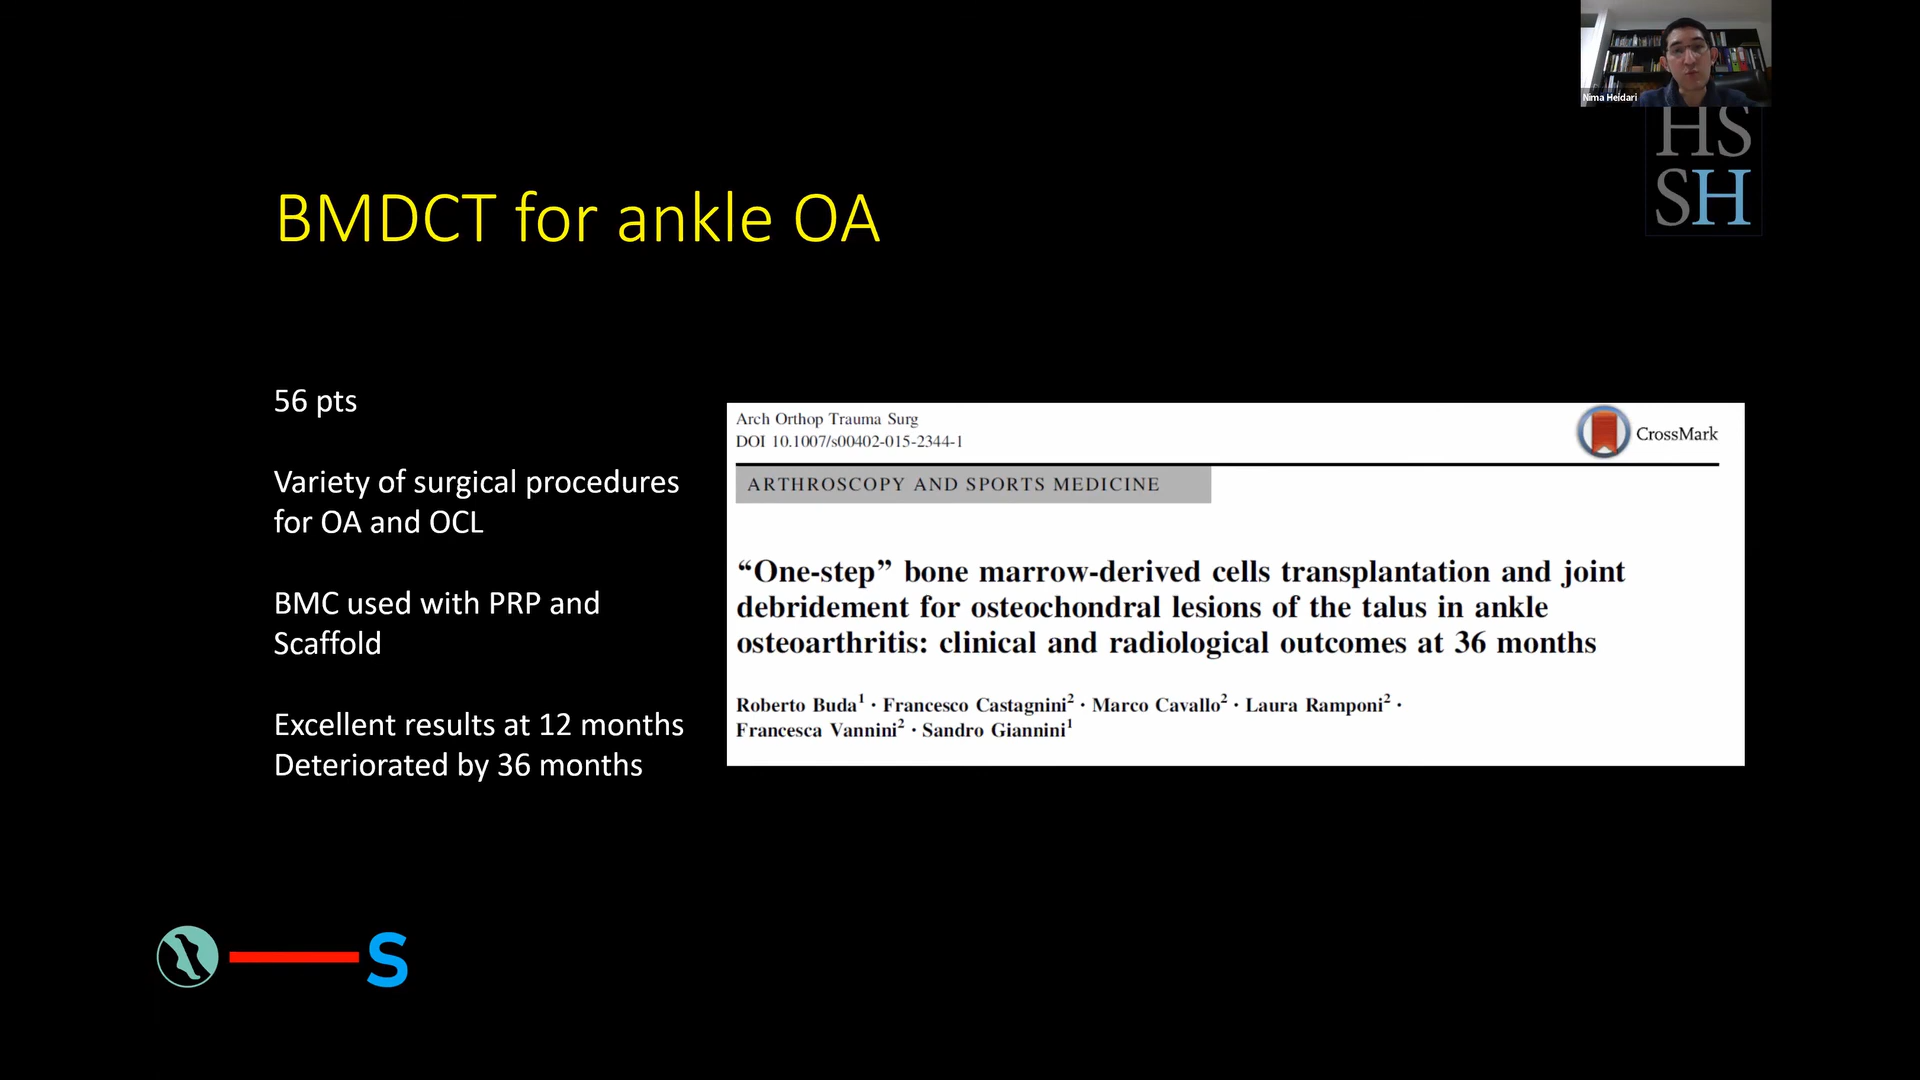 Nima Heidari
HS
SH
BMDCT for ankle OA
56 pts
Variety of surgical procedures
for OA and OCL
BMC used with PRP and
Scaffold
Excellent results at 12 months
Deteriorated by 36 months
Arch Orthop Trauma Surg
DOI 10.1007/s00402-015-2344-1
CrossMark
ARTHROSCOPY AND SPORTS MEDICINE
“One-step” bone marrow-derived cells transplantation and joint
debridement for osteochondral lesions of the talus in ankle
osteoarthritis: clinical and radiological outcomes at 36 months
Roberto Buda¹ · Francesco Castagnini² · Marco Cavallo² · Laura Ramponi² ·
Francesca Vannini² · Sandro Giannini¹
S